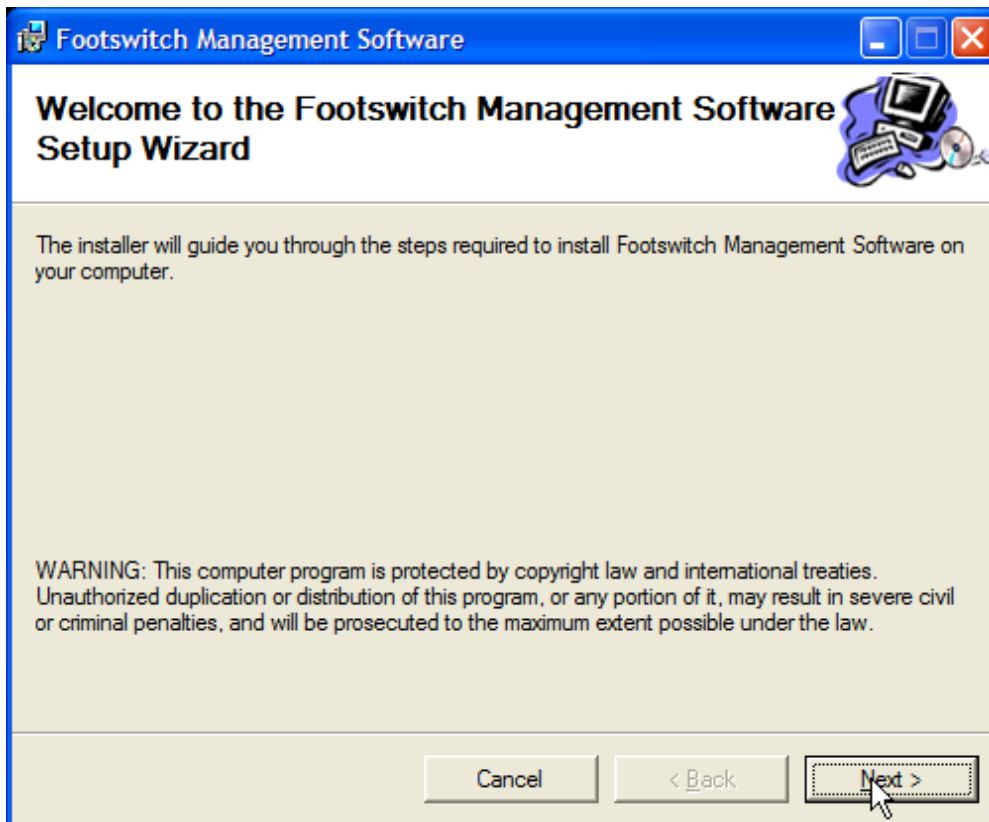 Footswitch Management Software
Welcome to the Footswitch Management Software
Setup Wizard
The installer will guide you through the steps required to install Footswitch Management Software on
your computer.
WARNING: This computer program is protected by copyright law and international treaties.
Unauthorized duplication or distribution of this program, or any portion of it, may result in severe civil
or criminal penalties, and will be prosecuted to the maximum extent possible under the law.
Cancel < Back Next >